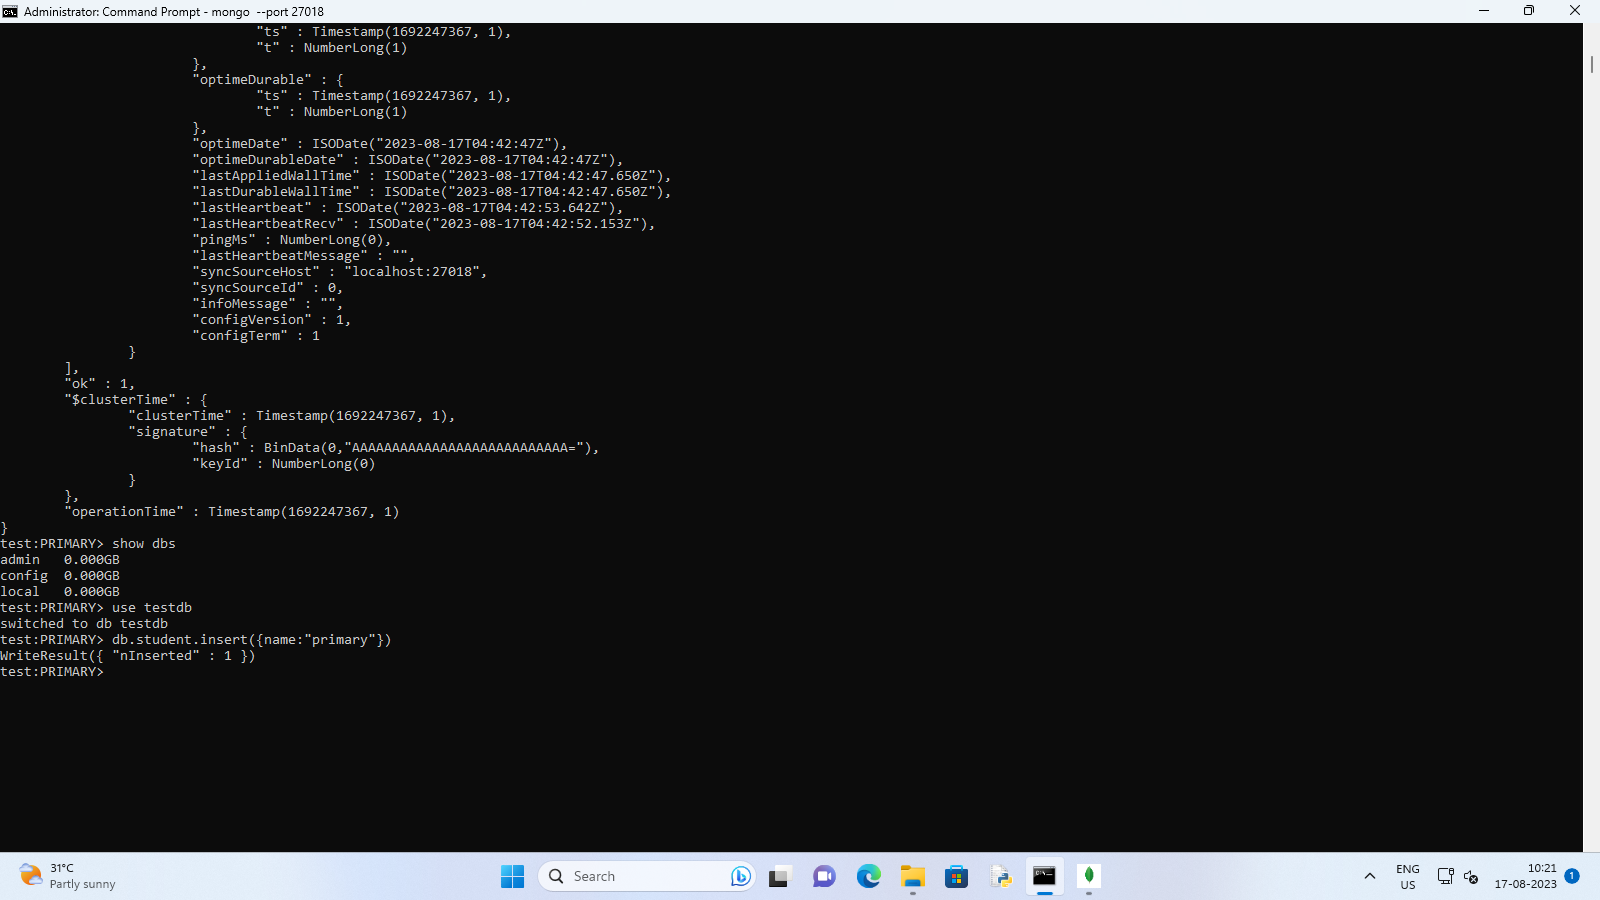 Administrator: Command Prompt - mongo  --port 27018
"ts" : Timestamp(1692247367, 1),
"t" : NumberLong(1)
},
"optimeDurable" : {
"ts" : Timestamp(1692247367, 1),
"t" : NumberLong(1)
},
"optimeDate" : ISODate("2023-08-17T04:42:47Z"),
"optimeDurableDate" : ISODate("2023-08-17T04:42:47Z"),
"lastAppliedWallTime" : ISODate("2023-08-17T04:42:47.650Z"),
"lastDurableWallTime" : ISODate("2023-08-17T04:42:47.650Z"),
"lastHeartbeat" : ISODate("2023-08-17T04:42:53.642Z"),
"lastHeartbeatRecv" : ISODate("2023-08-17T04:42:52.153Z"),
"pingMs" : NumberLong(0),
"lastHeartbeatMessage" : "",
"syncSourceHost" : "localhost:27018",
"syncSourceId" : 0,
"infoMessage" : "",
"configVersion" : 1,
"configTerm" : 1
}
],
"ok" : 1,
"$clusterTime" : {
"clusterTime" : Timestamp(1692247367, 1),
"signature" : {
"hash" : BinData(0,"AAAAAAAAAAAAAAAAAAAAAAAAAAA="),
"keyId" : NumberLong(0)
}
},
"operationTime" : Timestamp(1692247367, 1)
}
test:PRIMARY> show dbs
admin   0.000GB
config  0.000GB
local   0.000GB
test:PRIMARY> use testdb
switched to db testdb
test:PRIMARY> db.student.insert({name:"primary"})
WriteResult({ "nInserted" : 1 })
test:PRIMARY>
31°C
Partly sunny
Search
ENG
US
10:21
17-08-2023
1